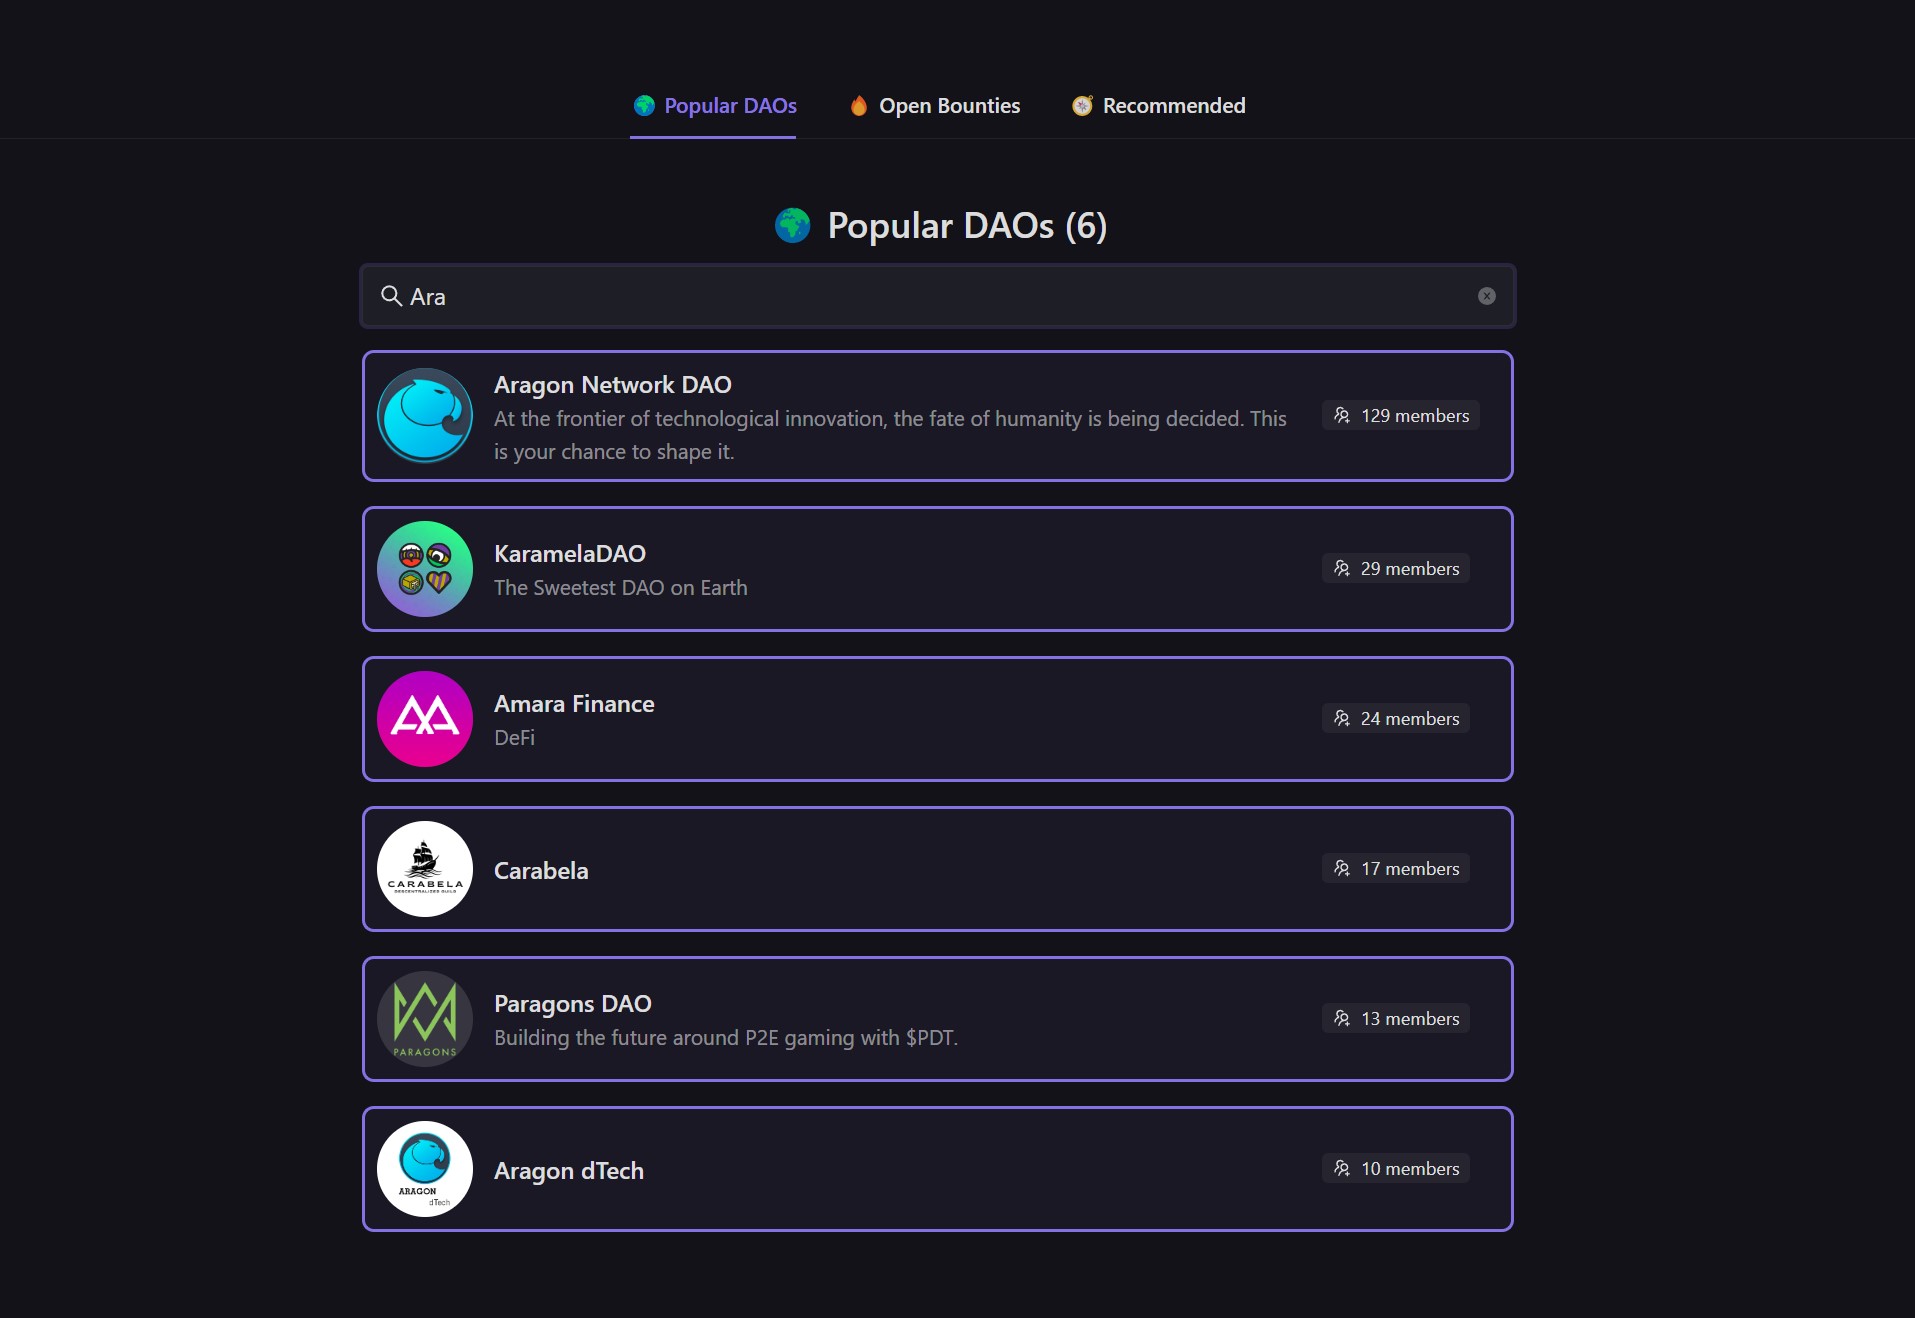 Popular DAOs
Open Bounties
Recommended
Popular DAOs (6)
Ara
Aragon Network DAO
At the frontier of technological innovation, the fate of humanity is being decided. This
is your chance to shape it.
129 members
KaramelaDAO
The Sweetest DAO on Earth
29 members
Amara Finance
DeFi
24 members
CARABELA
DESCENTRALIZED GUILD
Carabela
17 members
PARAGONS
Paragons DAO
Building the future around P2E gaming with $PDT.
13 members
ARAGON
dTech
Aragon dTech
10 members